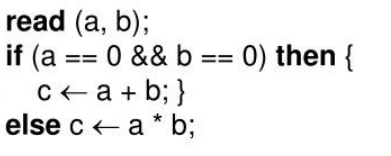 read (a, b);
if (a == 0 && b == 0) then {
c ← a + b; }
else c ← a * b;